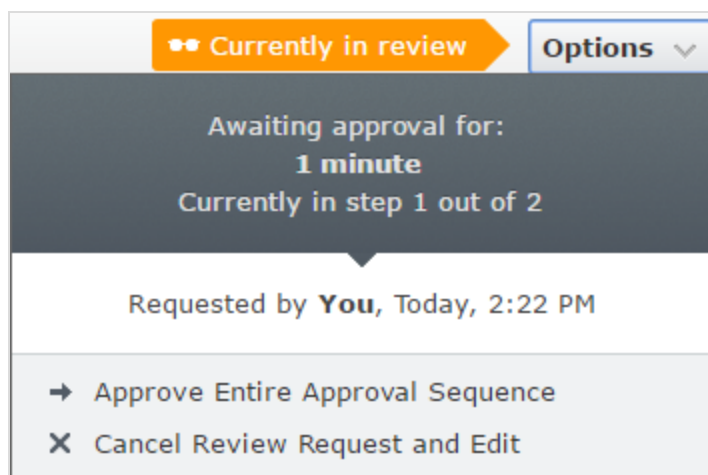 Currently in review
Options
Awaiting approval for:
1 minute
Currently in step 1 out of 2
Requested by You, Today, 2:22 PM
Approve Entire Approval Sequence
Cancel Review Request and Edit